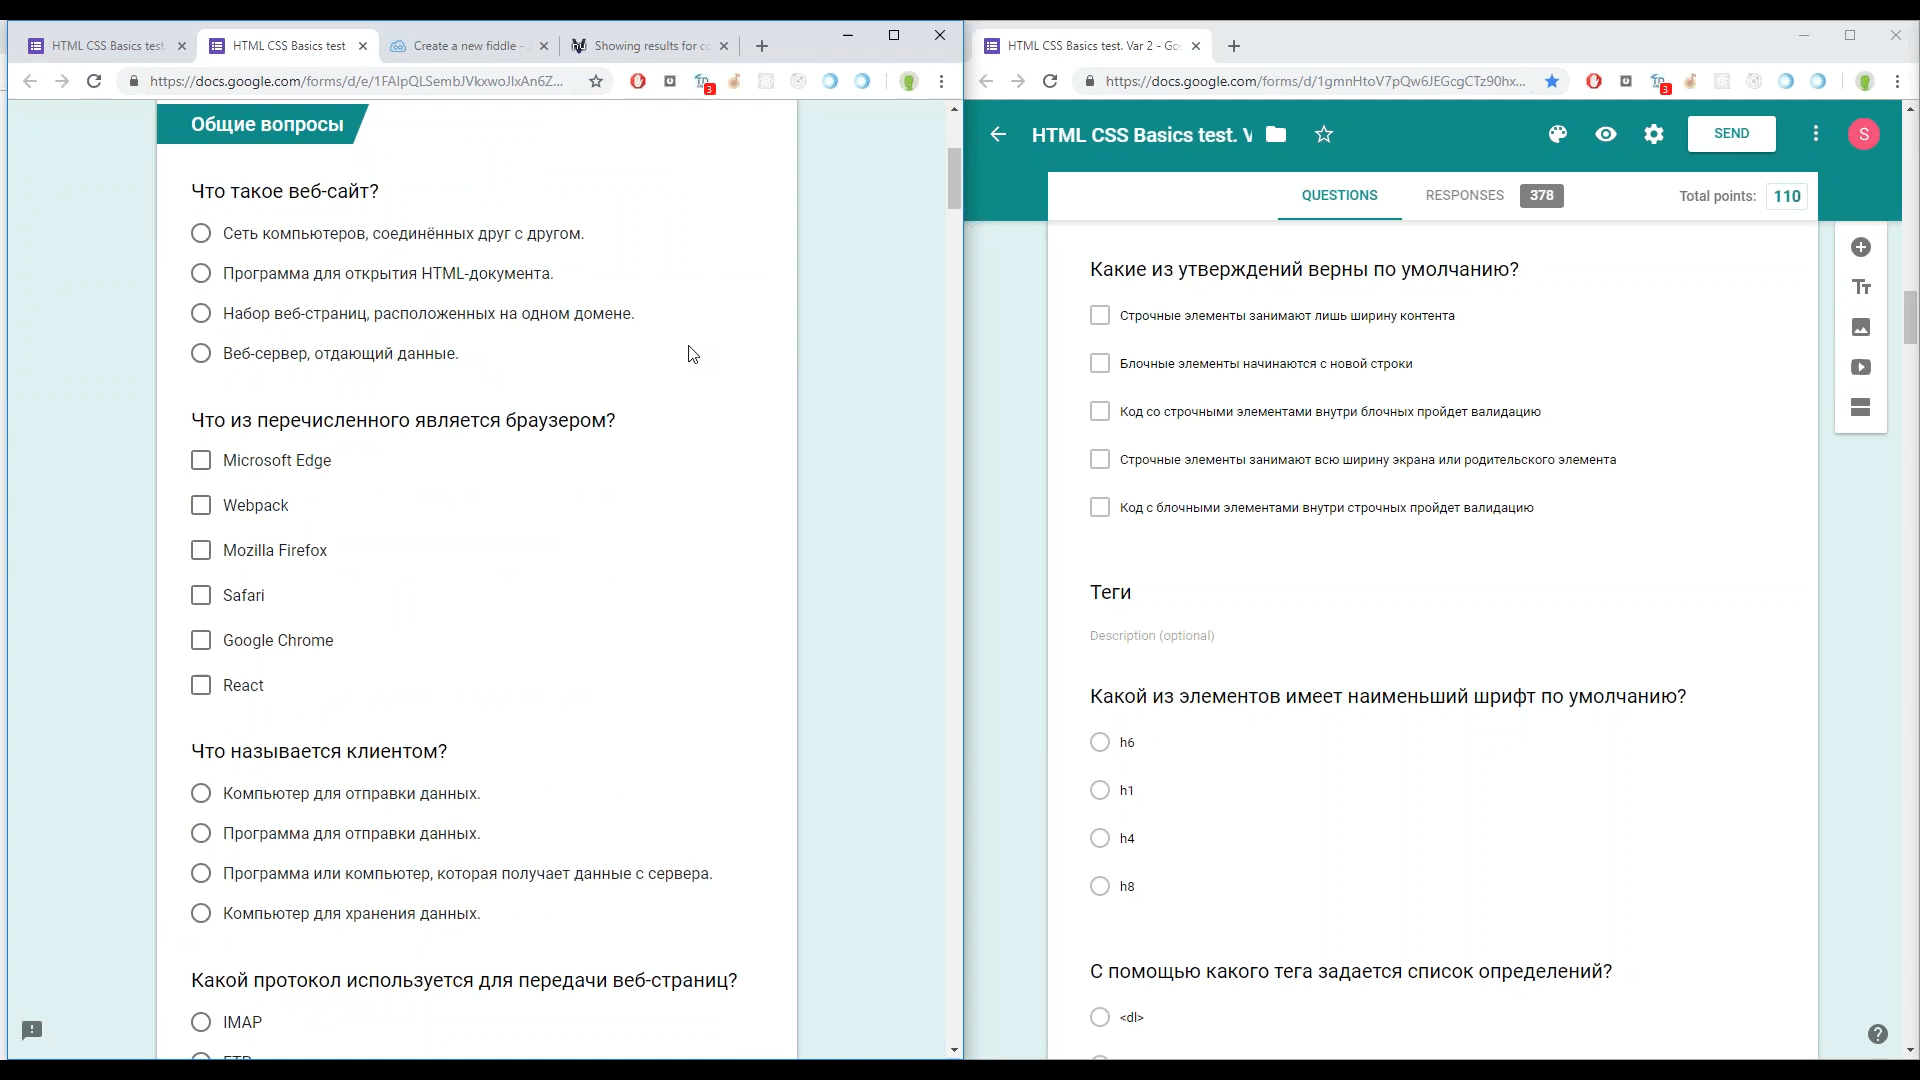 HTML CSS Basics test
HTML CSS Basics test
Create a new fiddle -
Showing results for
https://docs.google.com/forms/d/e/1FAIpQLSembJVkxwoJlxAn6Z...
3
Общие вопросы
Что такое веб-сайт?
Сеть компьютеров, соединённых друг с другом.
Программа для открытия HTML-документа.
Набор веб-страниц, расположенных на одном домене.
Веб-сервер, отдающий данные.
Что из перечисленного является браузером?
Microsoft Edge
Webpack
Mozilla Firefox
Safari
Google Chrome
React
Что называется клиентом?
Компьютер для отправки данных.
Программа для отправки данных.
Программа или компьютер, которая получает данные с сервера.
Компьютер для хранения данных.
Какой протокол используется для передачи веб-страниц?
IMAP
HTML CSS Basics test. Var 2 - Go
https://docs.google.com/forms/d/1gmnHtoV7pQw6JEGcgCTz90hx...
3
HTML CSS Basics test. V
SEND
S
QUESTIONS
RESPONSES 378
Total points: 110
Какие из утверждений верны по умолчанию?
Строчные элементы занимают лишь ширину контента
Блочные элементы начинаются с новой строки
Код со строчными элементами внутри блочных пройдет валидацию
Строчные элементы занимают всю ширину экрана или родительского элемента
Код с блочными элементами внутри строчных пройдет валидацию
Теги
Description (optional)
Какой из элементов имеет наименьший шрифт по умолчанию?
h6
h1
h4
h8
С помощью какого тега задается список определений?
<dl>